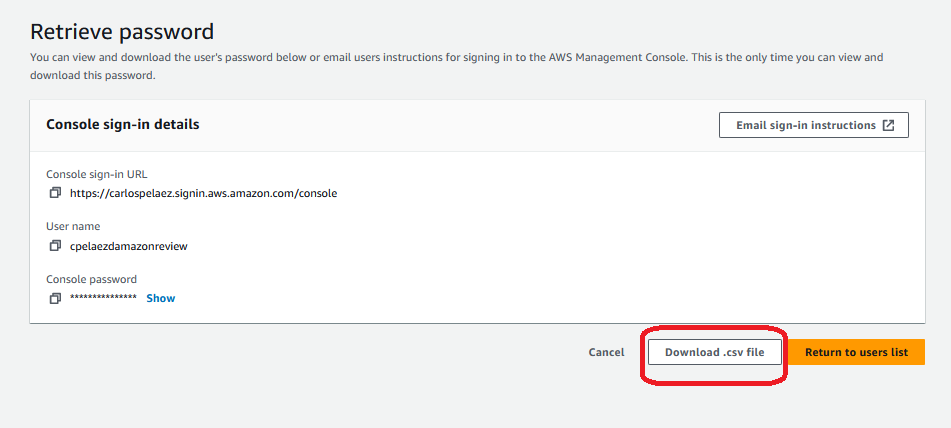 Retrieve password
You can view and download the user's password below or email users instructions for signing in to the AWS Management Console. This is the only time you can view and
download this password.
Console sign-in details
Email sign-in instructions
Console sign-in URL
https://carlospelaez.signin.aws.amazon.com/console
User name
cpelaezdamazonreview
Console password
*************** Show
Cancel
Download .csv file
Return to users list